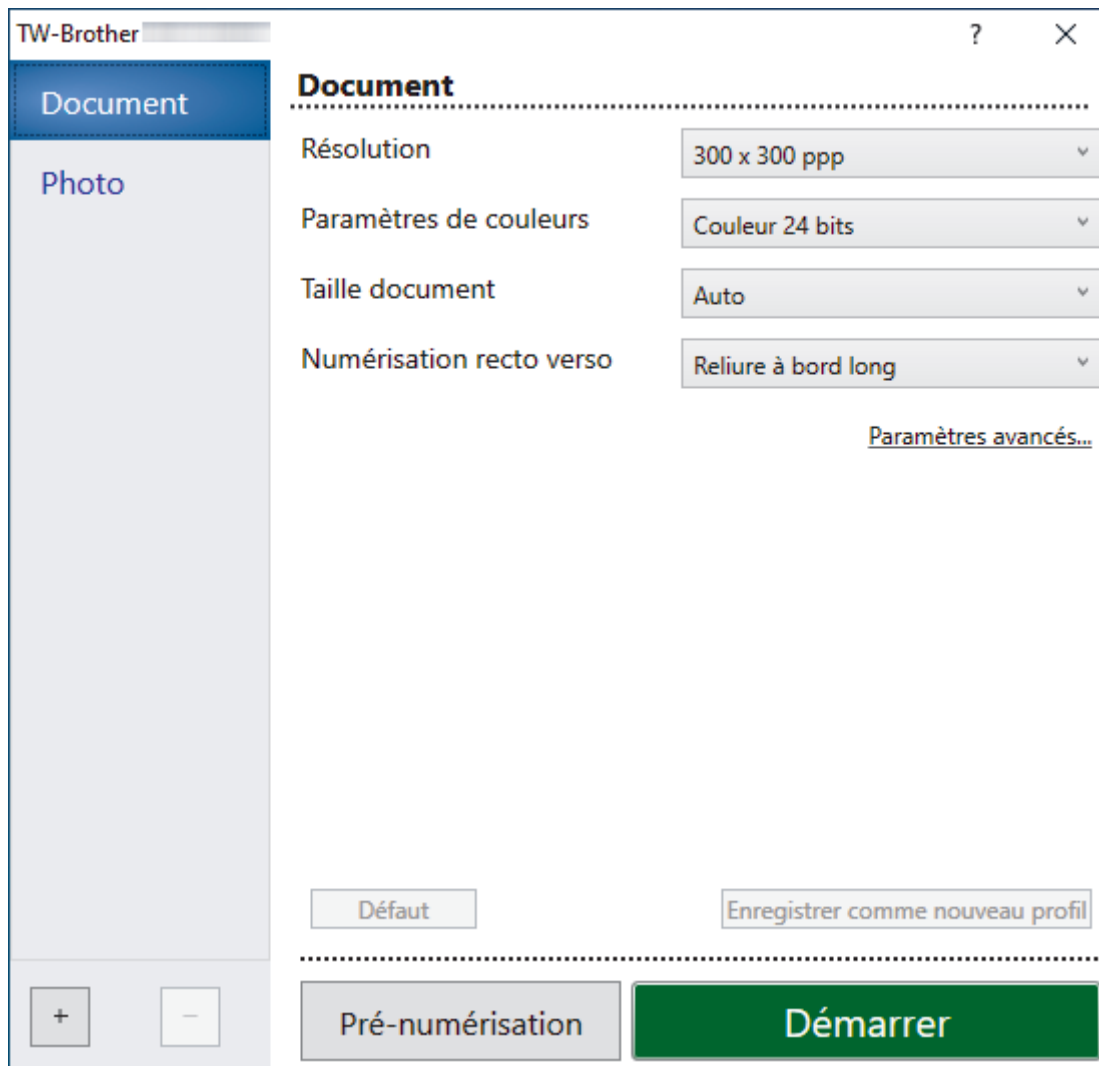 TW-Brother
?
Document
Photo
Document
Résolution
300 x 300 ppp
Paramètres de couleurs
Couleur 24 bits
Taille document
Auto
Numérisation recto verso
Reliure à bord long
Paramètres avancés...
Défaut
Enregistrer comme nouveau profil
+
−
Pré-numérisation
Démarrer